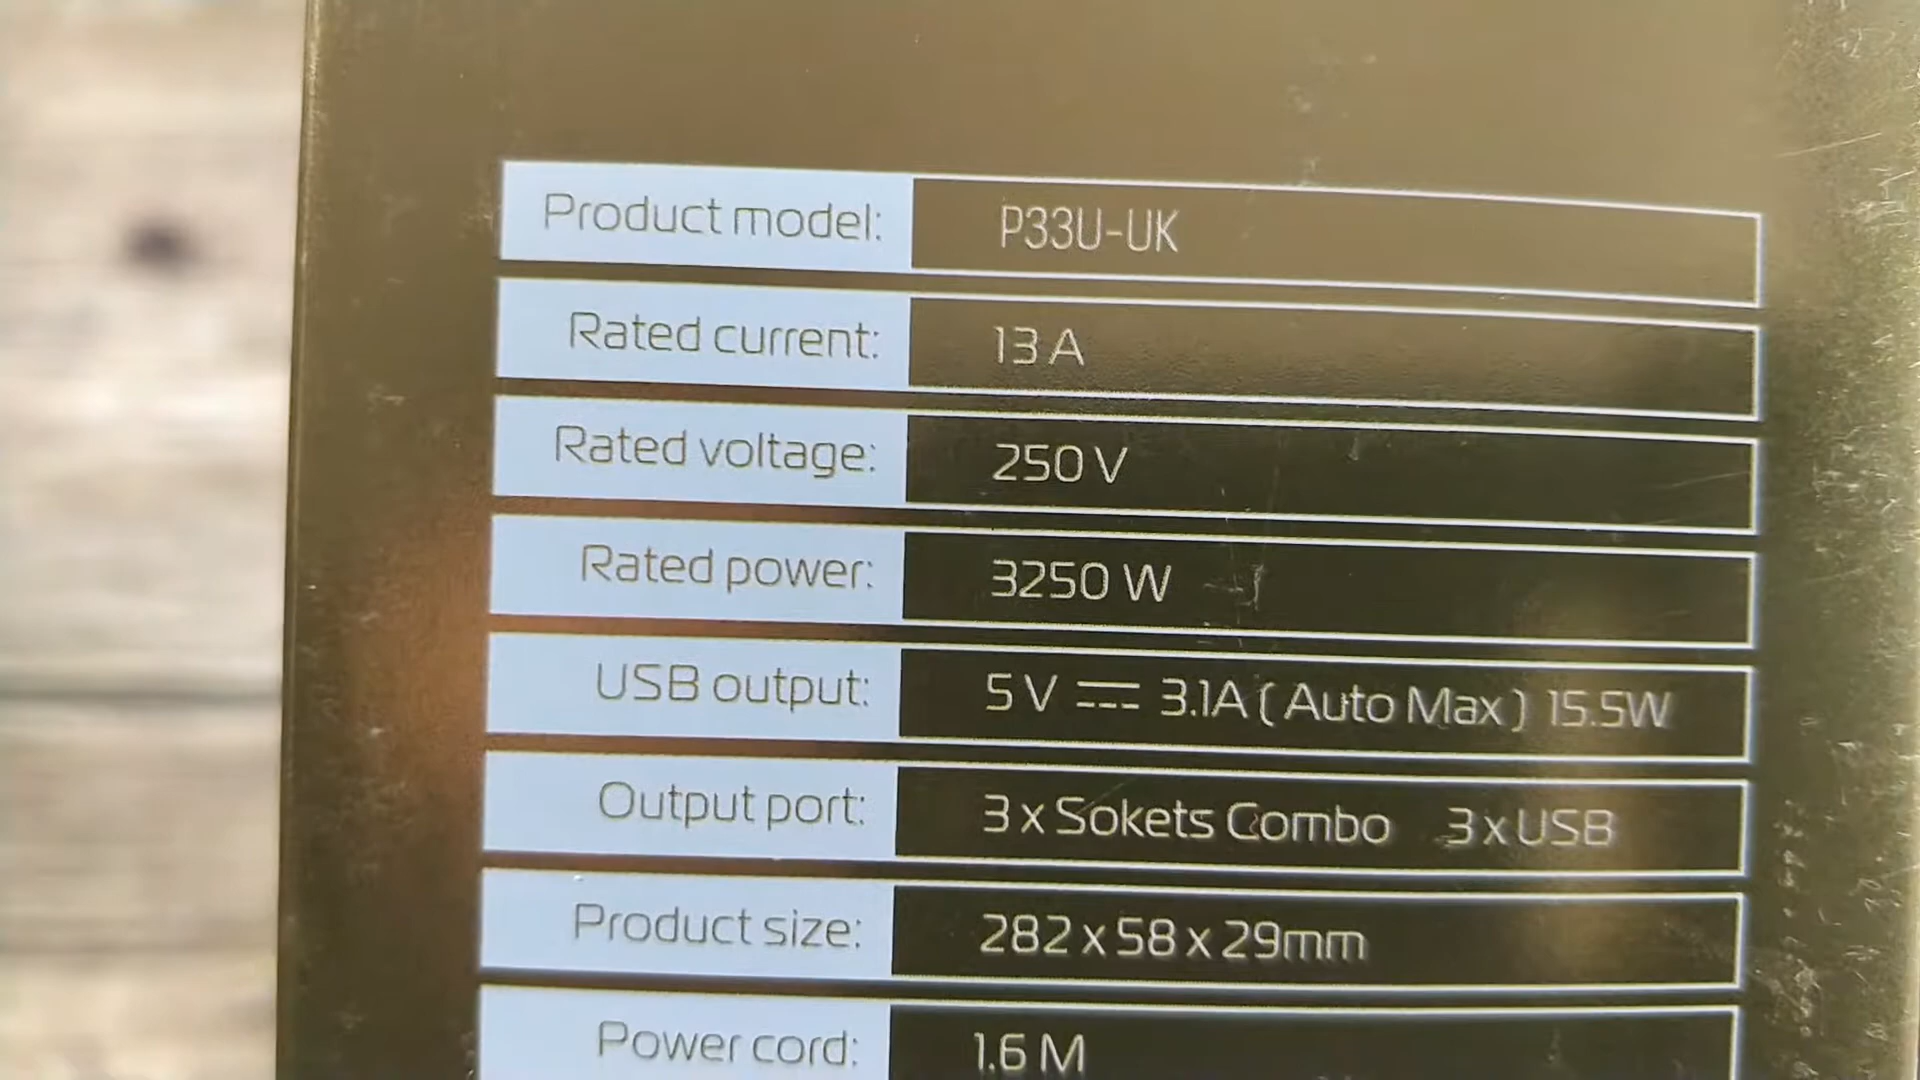 Product model: P33U-UK
Rated current: 13 A
Rated voltage: 250 V
Rated power: 3250 W
USB output: 5 V ⎓ 3.1A ( Auto Max ) 15.5W
Output port: 3 x Sokets Combo 3 x USB
Product size: 282 x 58 x 29mm
Power cord: 1.6 M